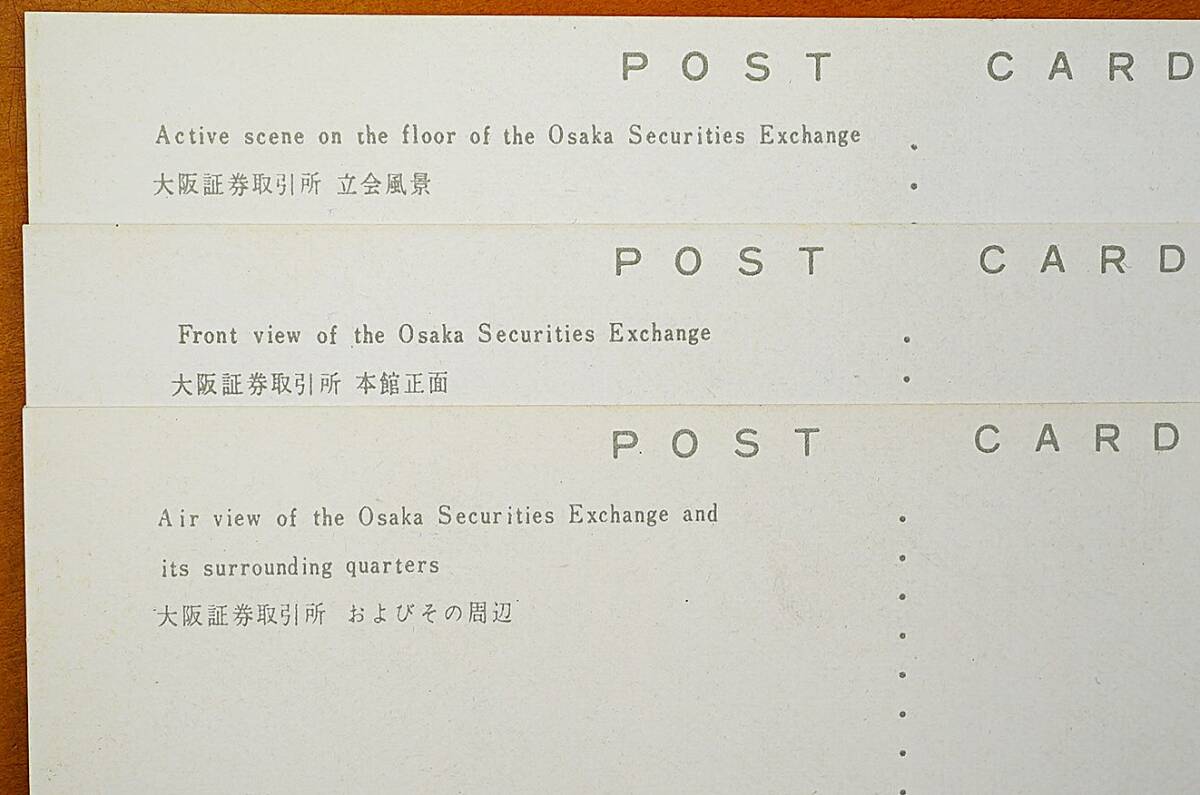 POST CARD
Active scene on the floor of the Osaka Securities Exchange
大阪証券取引所 立会風景
POST CARD
Front view of the Osaka Securities Exchange
大阪証券取引所 本館正面
POST CARD
Air view of the Osaka Securities Exchange and
its surrounding quarters
大阪証券取引所 およびその周辺